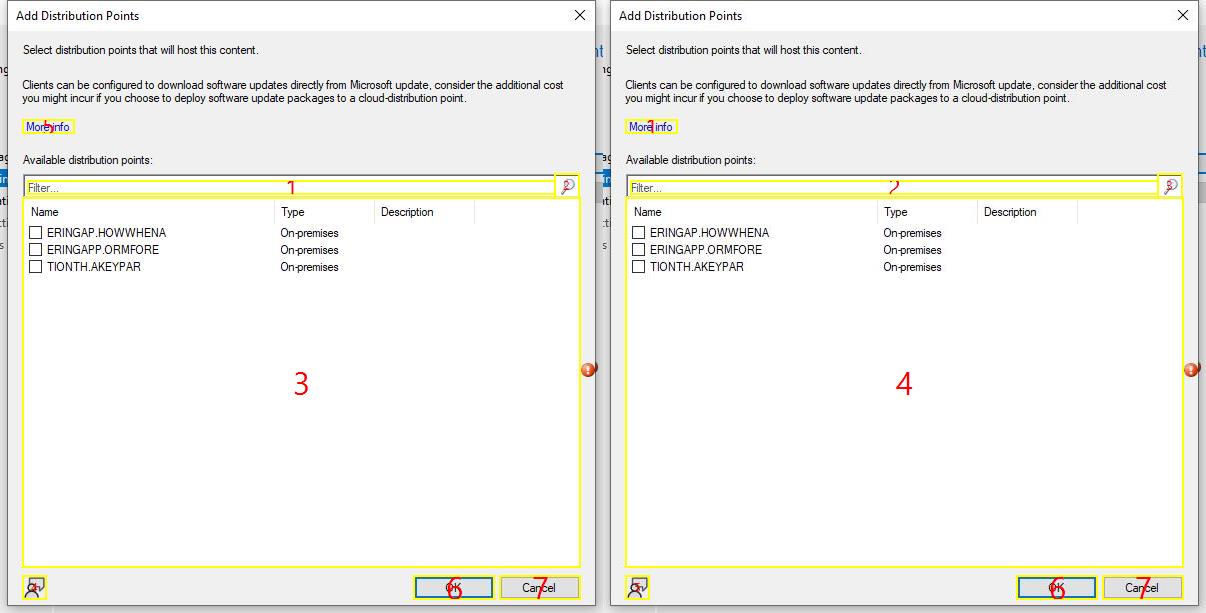 Add Distribution Points
Select distribution points that will host this content.
Clients can be configured to download software updates directly from Microsoft update, consider the additional cost
you might incur if you choose to deploy software update packages to a cloud-distribution point.
More info
5
Available distribution points:
Filter...
1
2
Name Type Description
ERINGAP.HOWWHENA On-premises
ERINGAPP.ORMFORE On-premises
TIONTH.AKEYPAR On-premises
3
4
OK
6
Cancel
7
Add Distribution Points
Select distribution points that will host this content.
Clients can be configured to download software updates directly from Microsoft update, consider the additional cost
you might incur if you choose to deploy software update packages to a cloud-distribution point.
More info
1
Available distribution points:
Filter...
2
3
Name Type Description
ERINGAP.HOWWHENA On-premises
ERINGAPP.ORMFORE On-premises
TIONTH.AKEYPAR On-premises
4
5
OK
6
Cancel
7